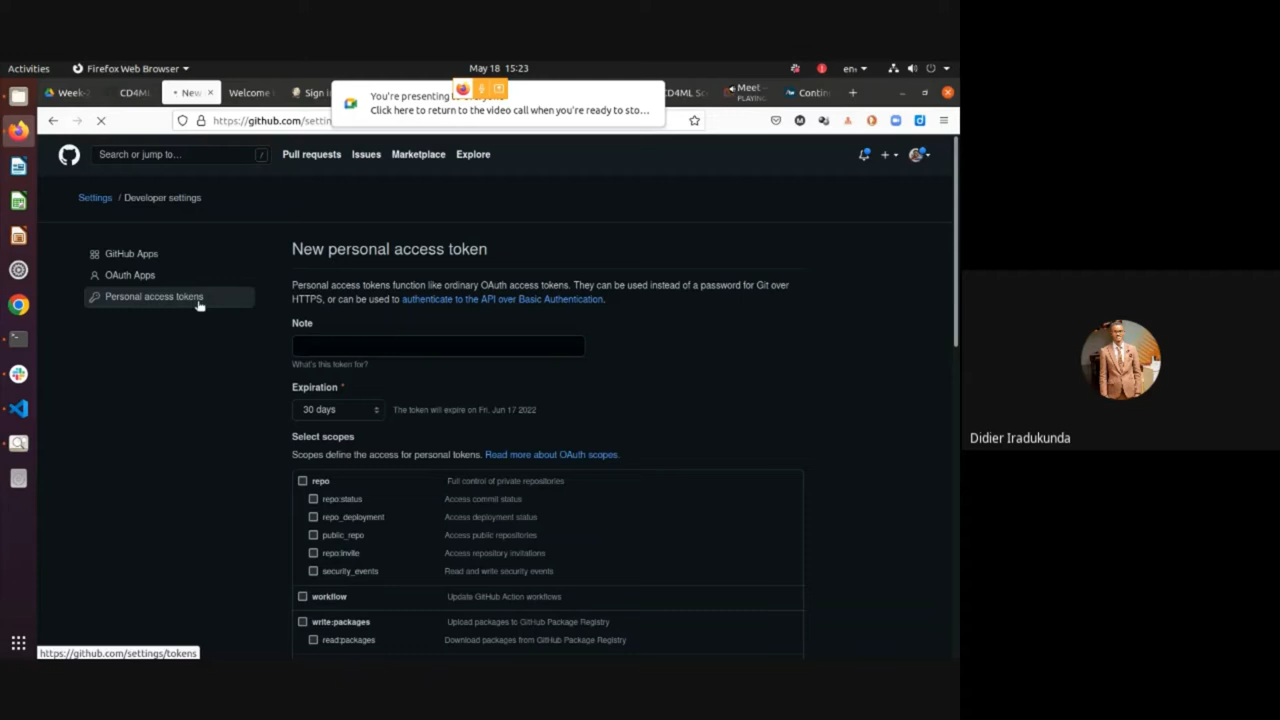 Activities
Firefox Web Browser
May 18 15:23
en
Week-
CD4ML
New
Welcome
Sign i
You're presenting to everyone
Click here to return to the video call when you're ready to sto...
CD4ML Sc
Meet -
PLAYING
Contin
https://github.com/settin
Search or jump to...
/
Pull requests
Issues
Marketplace
Explore
Settings / Developer settings
GitHub Apps
OAuth Apps
Personal access tokens
New personal access token
Personal access tokens function like ordinary OAuth access tokens. They can be used instead of a password for Git over
HTTPS, or can be used to authenticate to the API over Basic Authentication.
Note
What's this token for?
Expiration *
30 days
The token will expire on Fri, Jun 17 2022
Select scopes
Scopes define the access for personal tokens. Read more about OAuth scopes.
repo Full control of private repositories
repo:status Access commit status
repo_deployment Access deployment status
public_repo Access public repositories
repo:invite Access repository invitations
security_events Read and write security events
workflow Update GitHub Action workflows
write:packages Upload packages to GitHub Package Registry
read:packages Download packages from GitHub Package Registry
https://github.com/settings/tokens
Didier Iradukunda